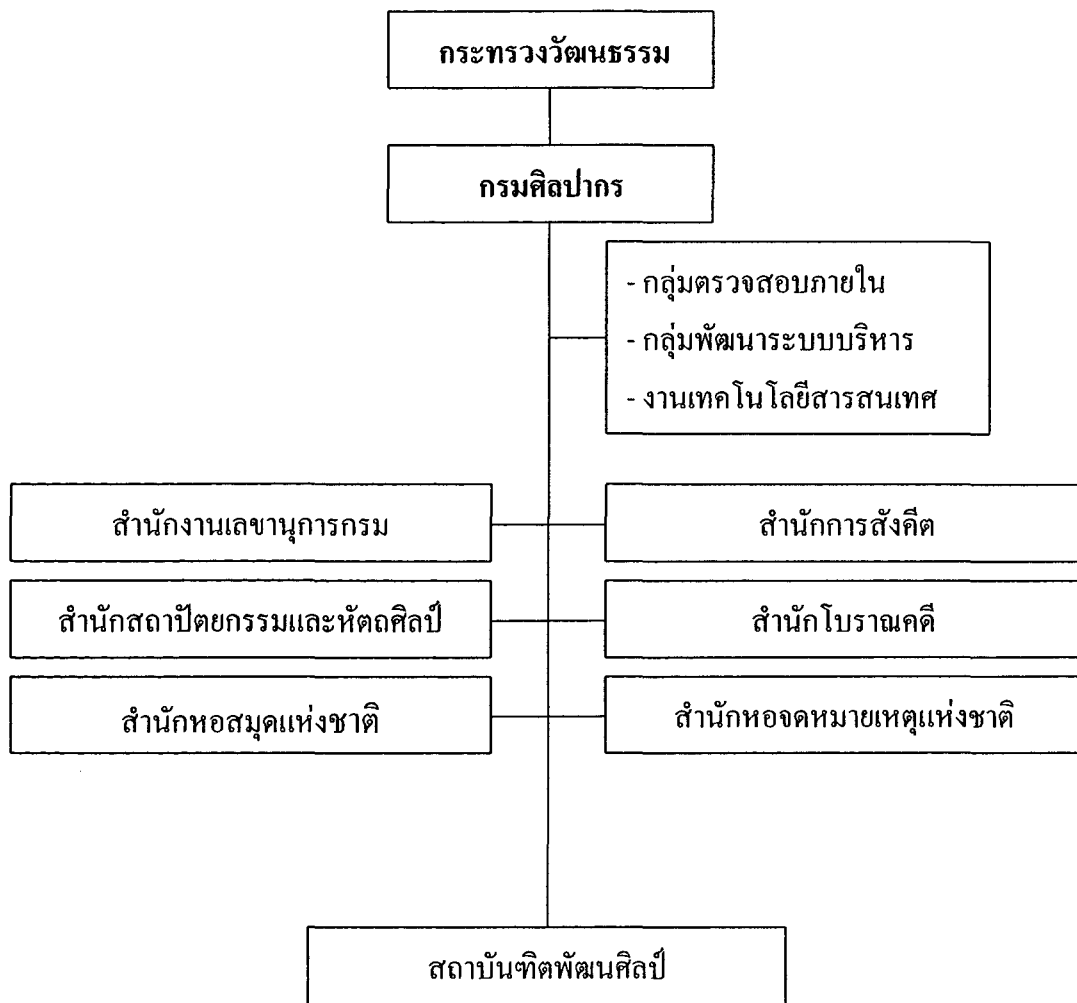 กระทรวงวัฒนธรรม
กรมศิลปากร
- กลุ่มตรวจสอบภายใน
- กลุ่มพัฒนาระบบบริหาร
- งานเทคโนโลยีสารสนเทศ
สำนักงานเลขานุการกรม
สำนักการสังคีต
สำนักสถาปัตยกรรมและหัตถศิลป์
สำนักโบราณคดี
สำนักหอสมุดแห่งชาติ
สำนักหอจดหมายเหตุแห่งชาติ
สถาบันฑิตพัฒนศิลป์